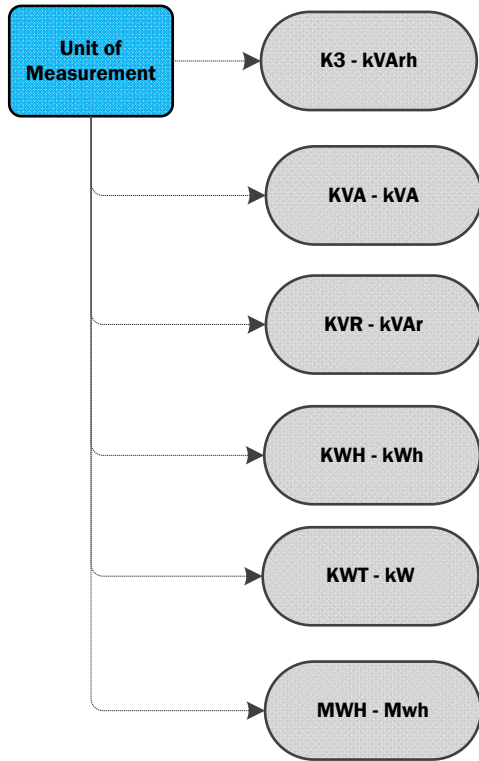 Unit of
Measurement
K3 - kVArh
KVA - kVA
KVR - kVAr
KWH - kWh
KWT - kW
MWH - Mwh